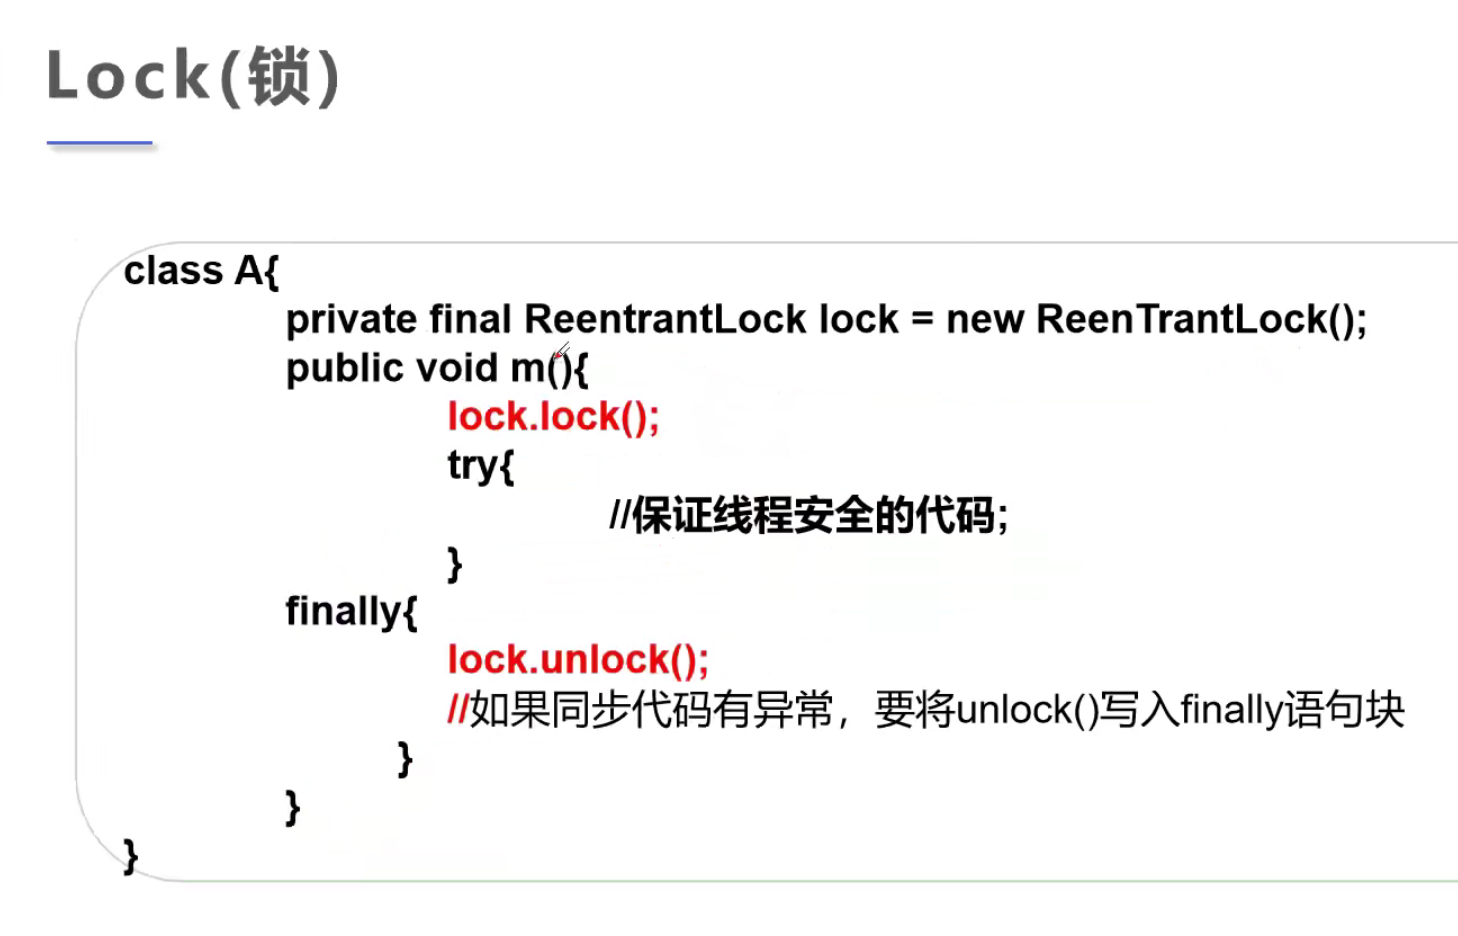 Lock(锁)
class A{
private final ReentrantLock lock = new ReenTrantLock();
public void m(){
lock.lock();
try{
//保证线程安全的代码;
}
finally{
lock.unlock();
//如果同步代码有异常，要将unlock()写入finally语句块
}
}
}